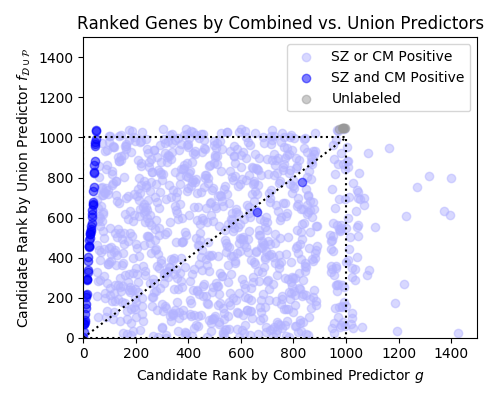 Ranked Genes by Combined vs. Union Predictors
SZ or CM Positive
SZ and CM Positive
Unlabeled
Candidate Rank by Union Predictor f_{D∪P}
1400
1200
1000
800
600
400
200
0
0 200 400 600 800 1000 1200 1400
Candidate Rank by Combined Predictor g